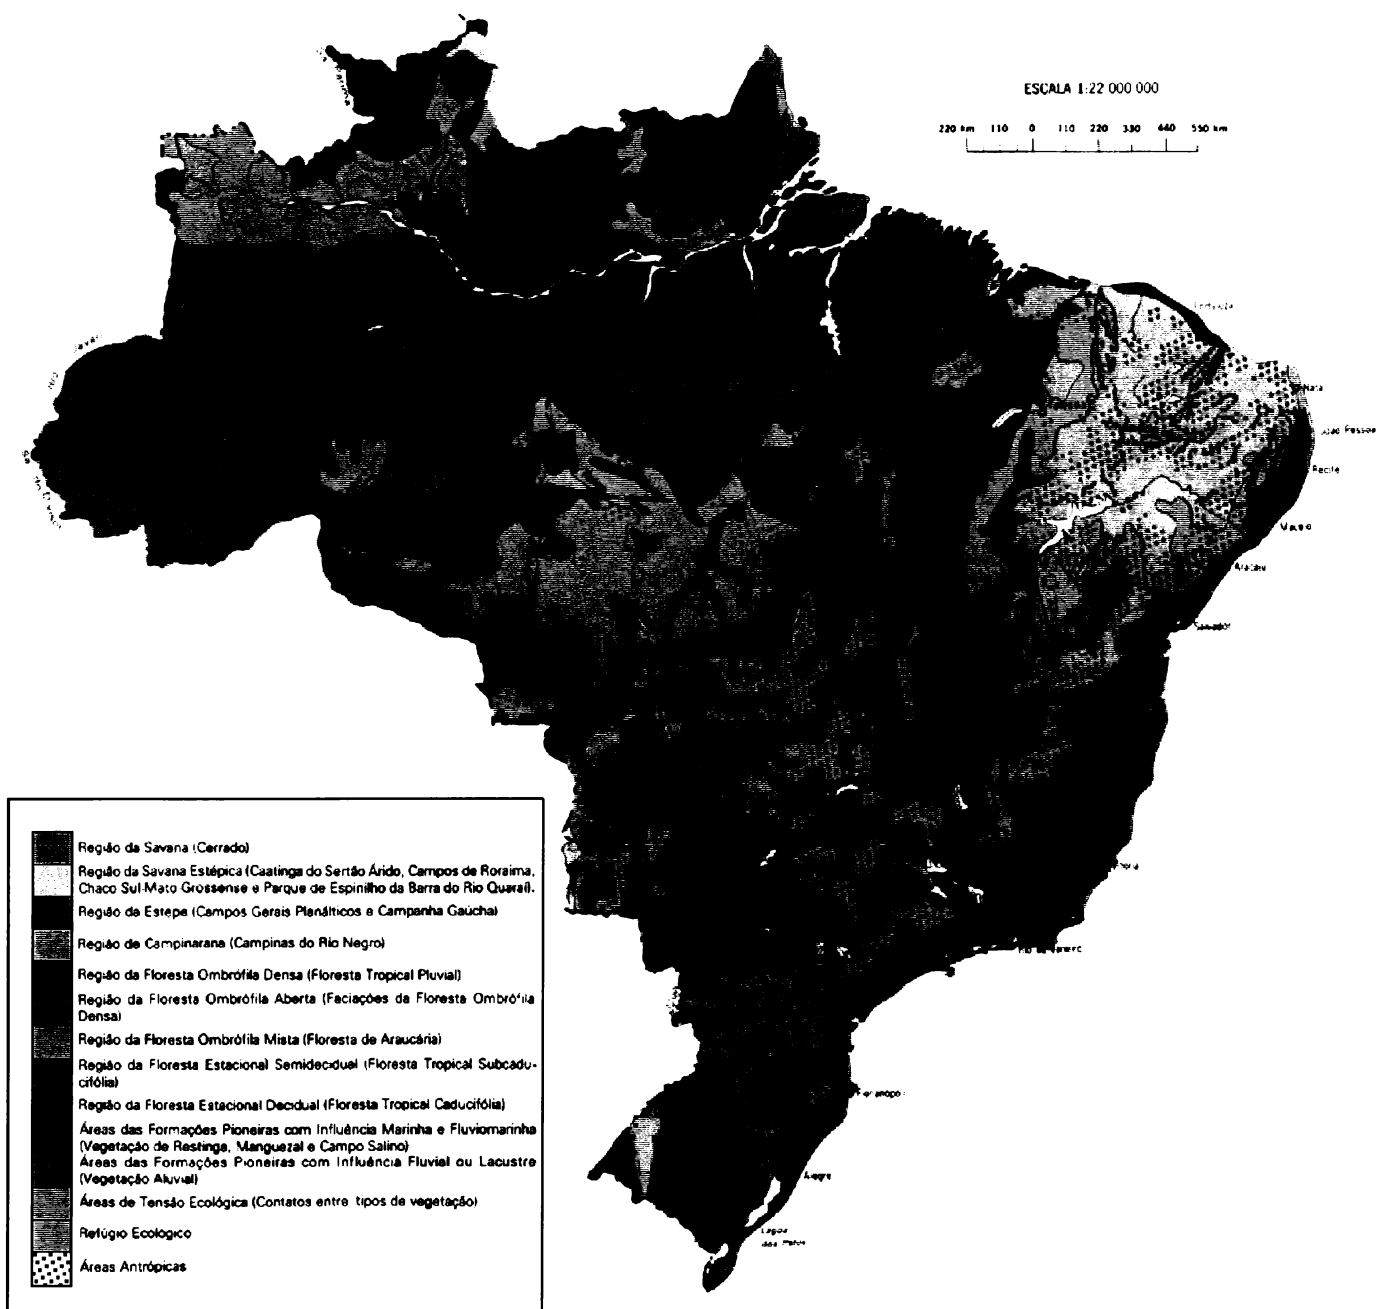 ESCALA 1:22 000 000
220 km 110 0 110 220 330 440 550 km
Fortaleza
Natal
João Pessoa
Recife
Maceió
Aracaju
Salvador
Rio de Janeiro
Alegre
Lagoa
dos Patos
Região da Savana (Cerrado)
Região da Savana Estépica (Caatinga do Sertão Árido, Campos de Roraima,
Chaco Sul-Mato Grossense e Parque de Espinilho da Barra do Rio Quaraí).
Região da Estepe (Campos Gerais Planálticos e Campanha Gaúcha)
Região de Campinarana (Campinas do Rio Negro)
Região da Floresta Ombrófila Densa (Floresta Tropical Pluvial)
Região da Floresta Ombrófila Aberta (Faciações da Floresta Ombrófila
Densa)
Região da Floresta Ombrófila Mista (Floresta de Araucária)
Região da Floresta Estacional Semidecidual (Floresta Tropical Subcadu-
cifólia)
Região da Floresta Estacional Decidual (Floresta Tropical Caducifólia)
Áreas das Formações Pioneiras com Influência Marinha e Fluviomarinha
(Vegetação de Restinga, Manguezal e Campo Salino)
Áreas das Formações Pioneiras com Influência Fluvial ou Lacustre
(Vegetação Aluvial)
Áreas de Tensão Ecológica (Contatos entre tipos de vegetação)
Refúgio Ecológico
Áreas Antrópicas